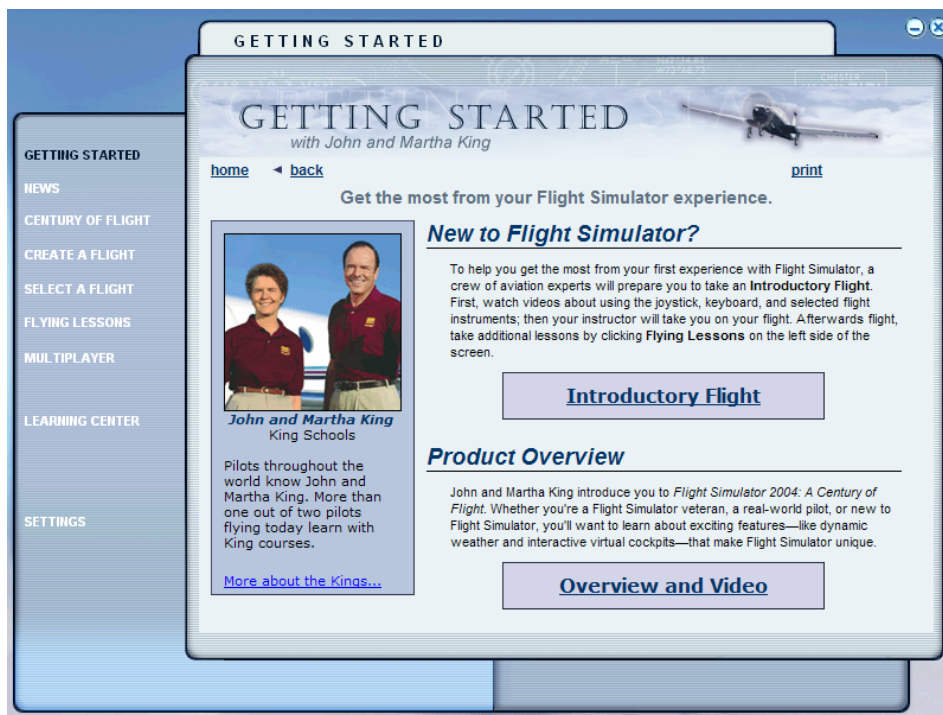 GETTING STARTED
CHESTER
GETTING STARTED
with John and Martha King
GETTING STARTED
NEWS
CENTURY OF FLIGHT
CREATE A FLIGHT
SELECT A FLIGHT
FLYING LESSONS
MULTIPLAYER
LEARNING CENTER
SETTINGS
home ◄ back
print
Get the most from your Flight Simulator experience.
John and Martha King
King Schools
Pilots throughout the
world know John and
Martha King. More than
one out of two pilots
flying today learn with
King courses.
More about the Kings...
New to Flight Simulator?
To help you get the most from your first experience with Flight Simulator, a
crew of aviation experts will prepare you to take an Introductory Flight.
First, watch videos about using the joystick, keyboard, and selected flight
instruments; then your instructor will take you on your flight. Afterwards flight,
take additional lessons by clicking Flying Lessons on the left side of the
screen.
Introductory Flight
Product Overview
John and Martha King introduce you to Flight Simulator 2004: A Century of
Flight. Whether you're a Flight Simulator veteran, a real-world pilot, or new to
Flight Simulator, you'll want to learn about exciting features—like dynamic
weather and interactive virtual cockpits—that make Flight Simulator unique.
Overview and Video